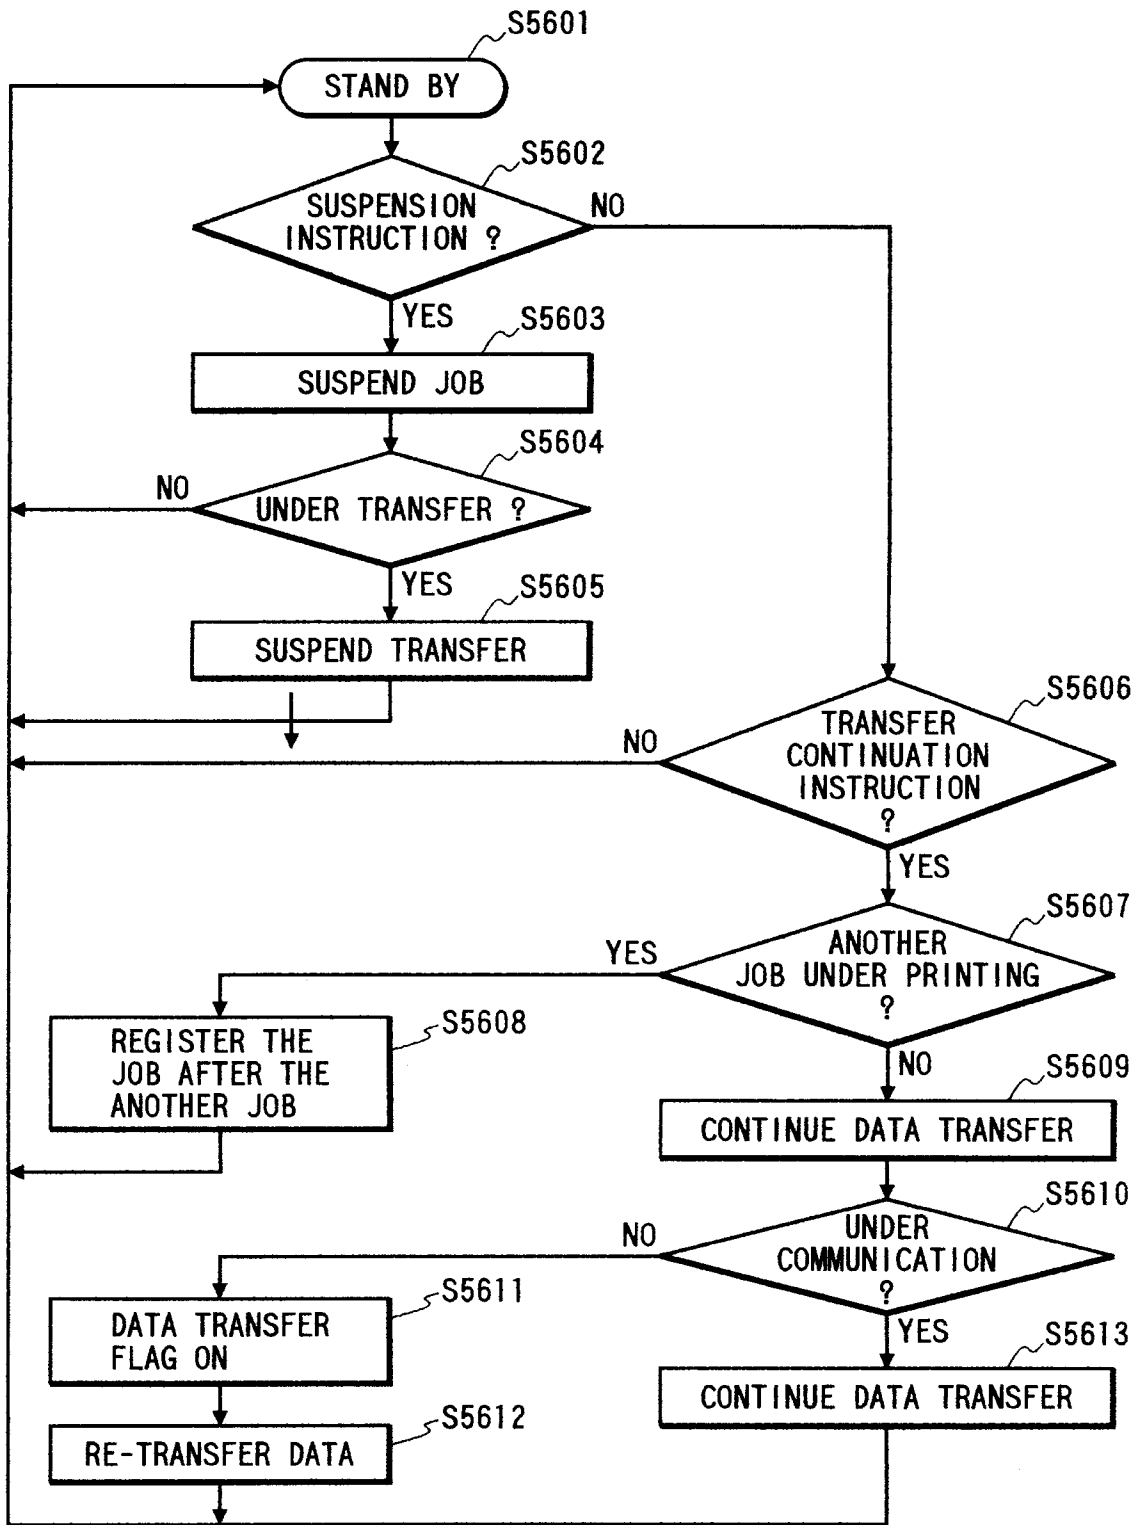 S5601
STAND BY
S5602
SUSPENSION
INSTRUCTION ?
NO
YES
S5603
SUSPEND JOB
S5604
NO
UNDER TRANSFER ?
YES
S5605
SUSPEND TRANSFER
S5606
NO
TRANSFER
CONTINUATION
INSTRUCTION
?
YES
S5607
YES
ANOTHER
JOB UNDER PRINTING
?
S5608
REGISTER THE
JOB AFTER THE
ANOTHER JOB
NO
S5609
CONTINUE DATA TRANSFER
S5610
NO
UNDER
COMMUNICATION
?
S5611
DATA TRANSFER
FLAG ON
YES
S5613
CONTINUE DATA TRANSFER
S5612
RE-TRANSFER DATA